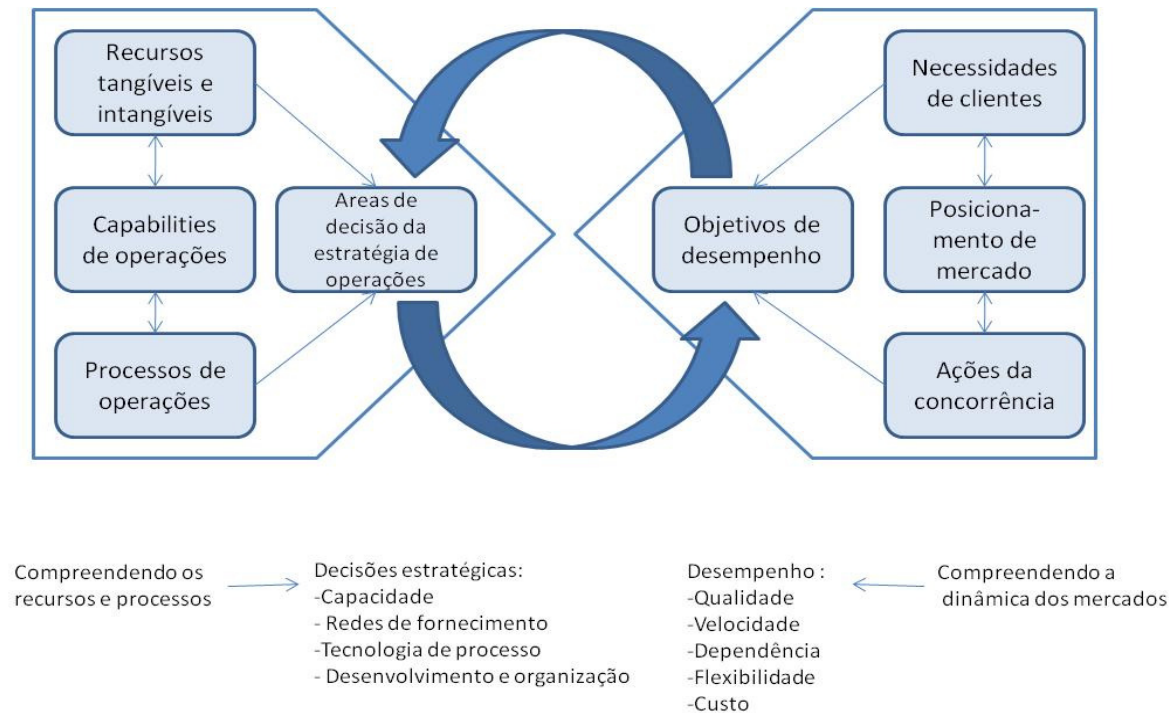 Recursos
tangíveis e
intangíveis
Capabilities
de operações
Processos de
operações
Areas de
decisão da
estratégia de
operações
Objetivos de
desempenho
Necessidades
de clientes
Posiciona-
mento de
mercado
Ações da
concorrência
Compreendendo os
recursos e processos
Decisões estratégicas:
-Capacidade
- Redes de fornecimento
-Tecnologia de processo
- Desenvolvimento e organização
Desempenho :
-Qualidade
-Velocidade
-Dependência
-Flexibilidade
-Custo
Compreendendo a
dinâmica dos mercados